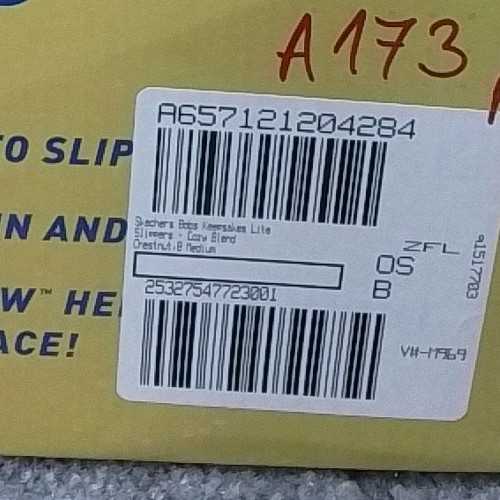 A173
A657121204284
TO SLIP
Skechers Bobs Keepsakes Lite
Slippers - Cozy Blend
IN AND
Chestnut:8 Medium
ZFL
OS
B
a1517703
25327547723001
W™ HE
ACE!
V#-M969